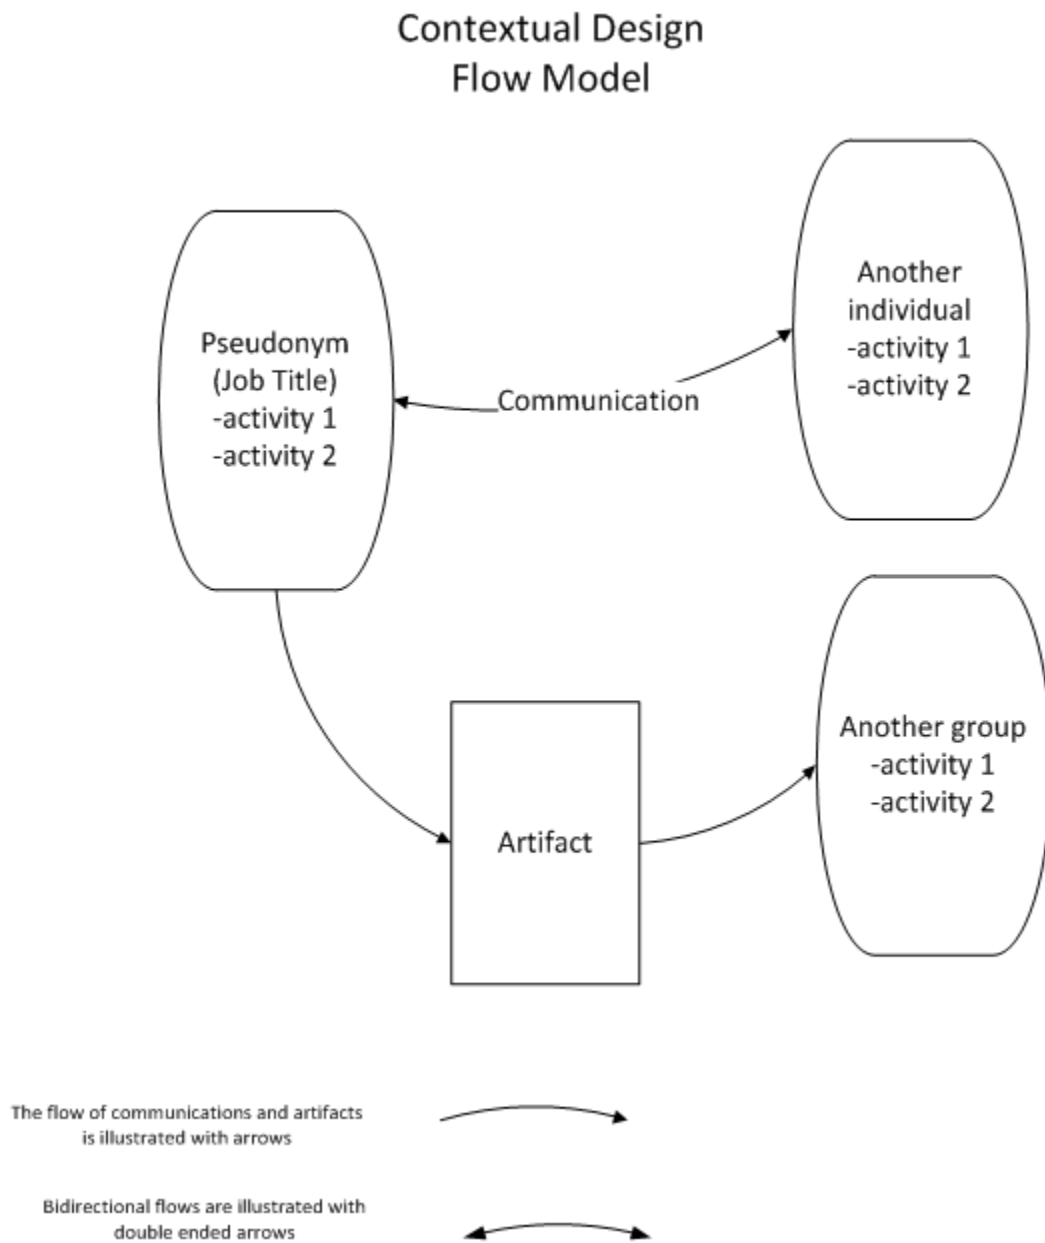 Contextual Design
Flow Model
Pseudonym
(Job Title)
-activity 1
-activity 2
Another
individual
-activity 1
-activity 2
Communication
Another group
-activity 1
-activity 2
Artifact
The flow of communications and artifacts
is illustrated with arrows
Bidirectional flows are illustrated with
double ended arrows